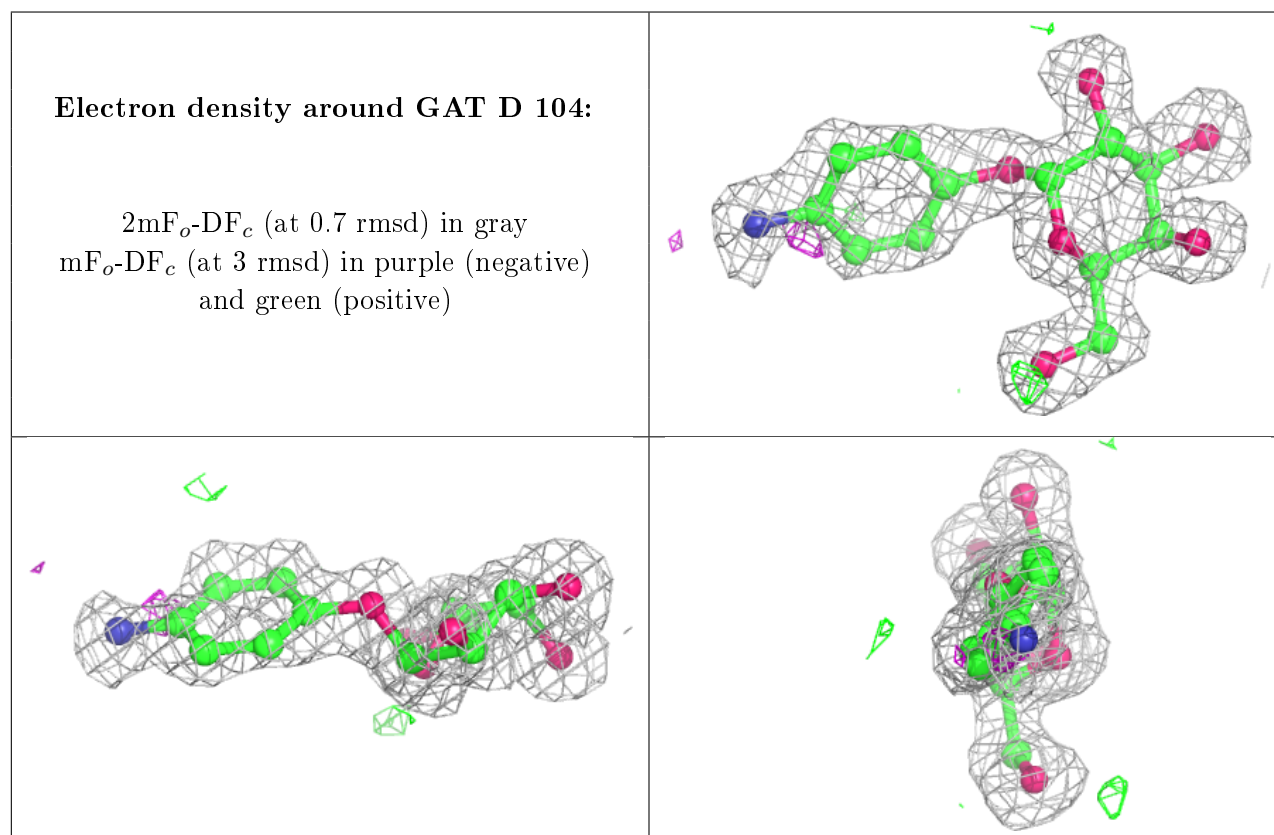 Electron density around GAT D 104:
2mFₒ-DF𝑐 (at 0.7 rmsd) in gray
mFₒ-DF𝑐 (at 3 rmsd) in purple (negative)
and green (positive)